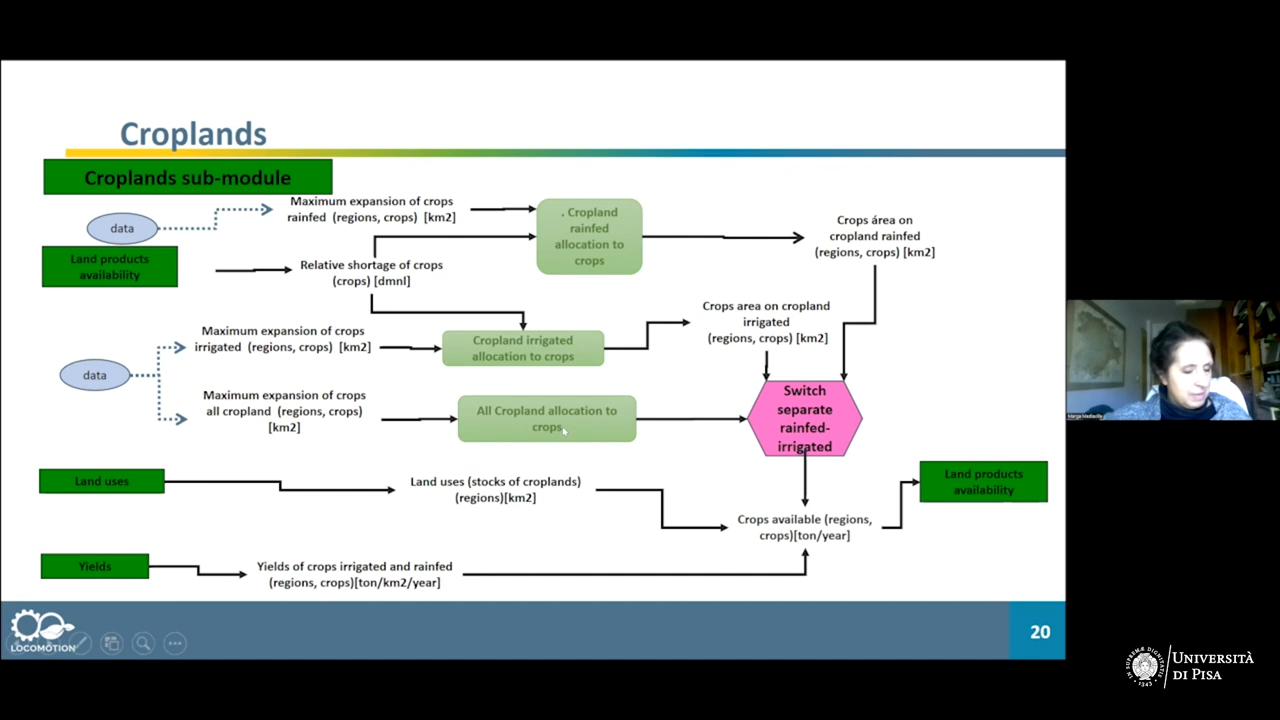 Croplands
Croplands sub-module
Maximum expansion of crops
rainfed (regions, crops) [km2]
data
. Cropland
rainfed
allocation to
crops
Crops área on
cropland rainfed
(regions, crops) [km2]
Land products
availability
Relative shortage of crops
(crops) [dmnl]
Crops area on cropland
irrigated
(regions, crops) [km2]
Maximum expansion of crops
irrigated (regions, crops) [km2]
Cropland irrigated
allocation to crops
data
Maximum expansion of crops
all cropland (regions, crops)
[km2]
All Cropland allocation to
crops
Switch
separate
rainfed-
irrigated
Land uses
Land uses (stocks of croplands)
(regions)[km2]
Land products
availability
Crops available (regions,
crops)[ton/year]
Yields
Yields of crops irrigated and rainfed
(regions, crops)[ton/km2/year]
LOCOMOTION
20
UNIVERSITÀ
DI PISA